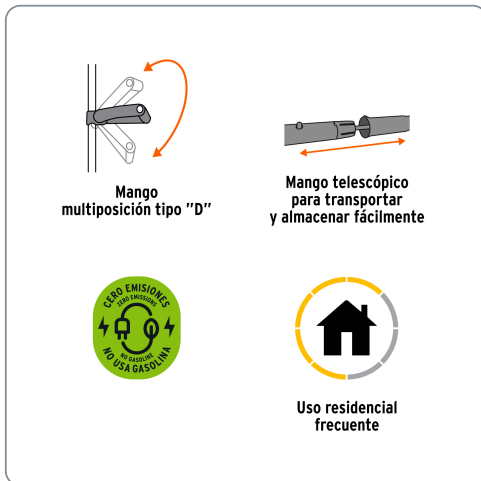 Mango
multiposición tipo "D"
Mango telescópico
para transportar
y almacenar fácilmente
CERO EMISIONES
ZERO EMISSIONS
NO GASOLINE
NO USA GASOLINA
Uso residencial
frecuente